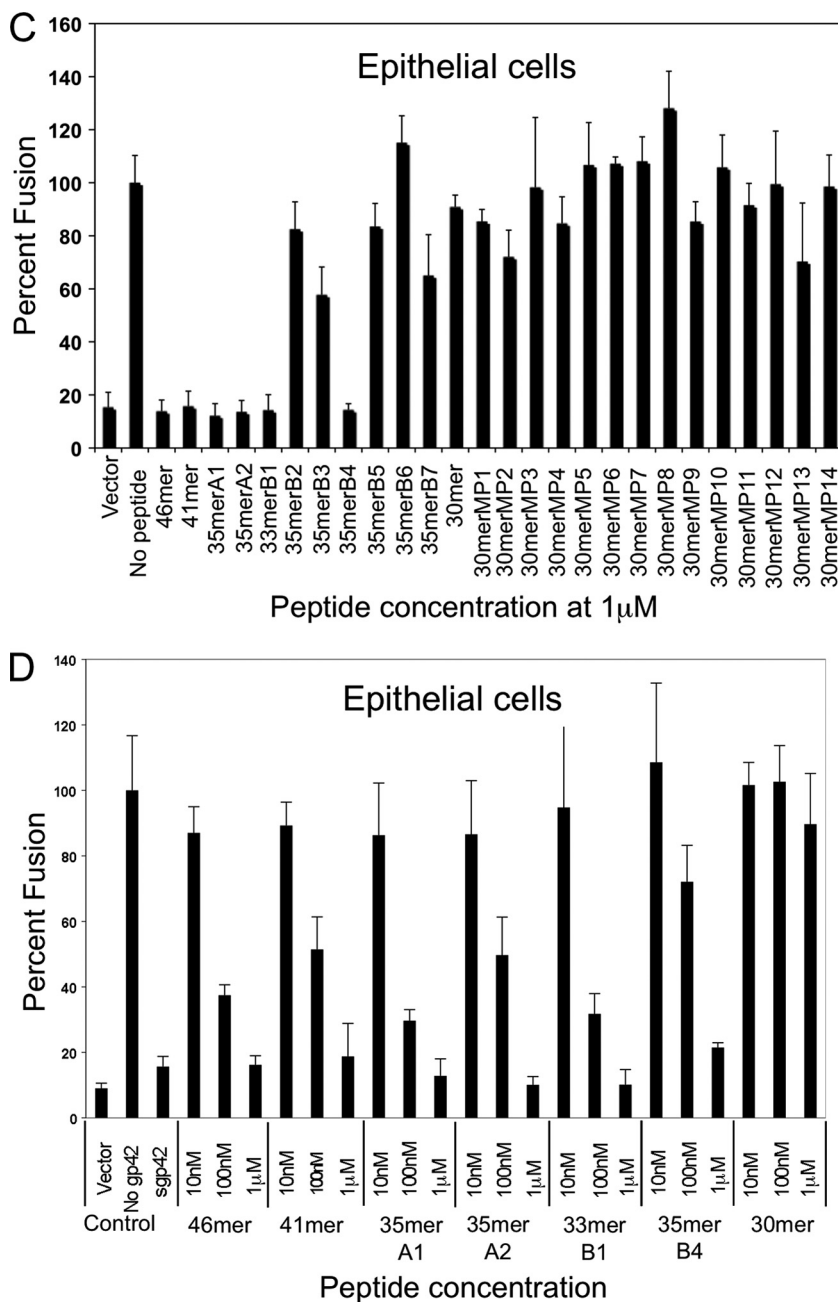 C
Epithelial cells
Percent Fusion
160
140
120
100
80
60
40
20
0
Vector
No peptide
46mer
41mer
35merA1
35merA2
33merB1
35merB2
35merB3
35merB4
35merB5
35merB6
35merB7
30mer
30merMP1
30merMP2
30merMP3
30merMP4
30merMP5
30merMP6
30merMP7
30merMP8
30merMP9
30merMP10
30merMP11
30merMP12
30merMP13
30merMP14
Peptide concentration at 1μM
D
Epithelial cells
Percent Fusion
140
120
100
80
60
40
20
0
Vector
No gp42
sgp42
10nM
100nM
1μM
10nM
100nM
1μM
10nM
100nM
1μM
10nM
100nM
1μM
10nM
100nM
1μM
10nM
100nM
1μM
10nM
100nM
1μM
Control
46mer
41mer
35mer
A1
35mer
A2
33mer
B1
35mer
B4
30mer
Peptide concentration